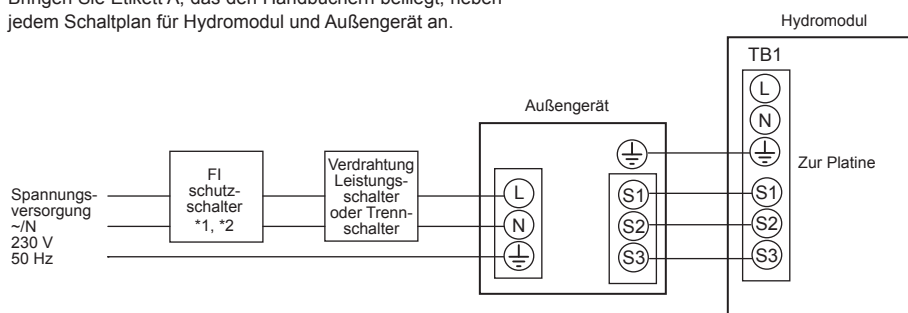 Bringen Sie Etikett A, das den Handbüchern beiliegt, neben
jedem Schaltplan für Hydromodul und Außengerät an.
Hydromodul
TB1
L
N
Zur Platine
S1
S2
S3
Außengerät
L
N
S1
S2
S3
FI
schutz-
schalter
*1, *2
Verdrahtung
Leistungs-
schalter
oder Trenn-
schalter
Spannungs-
versorgung
~/N
230 V
50 Hz